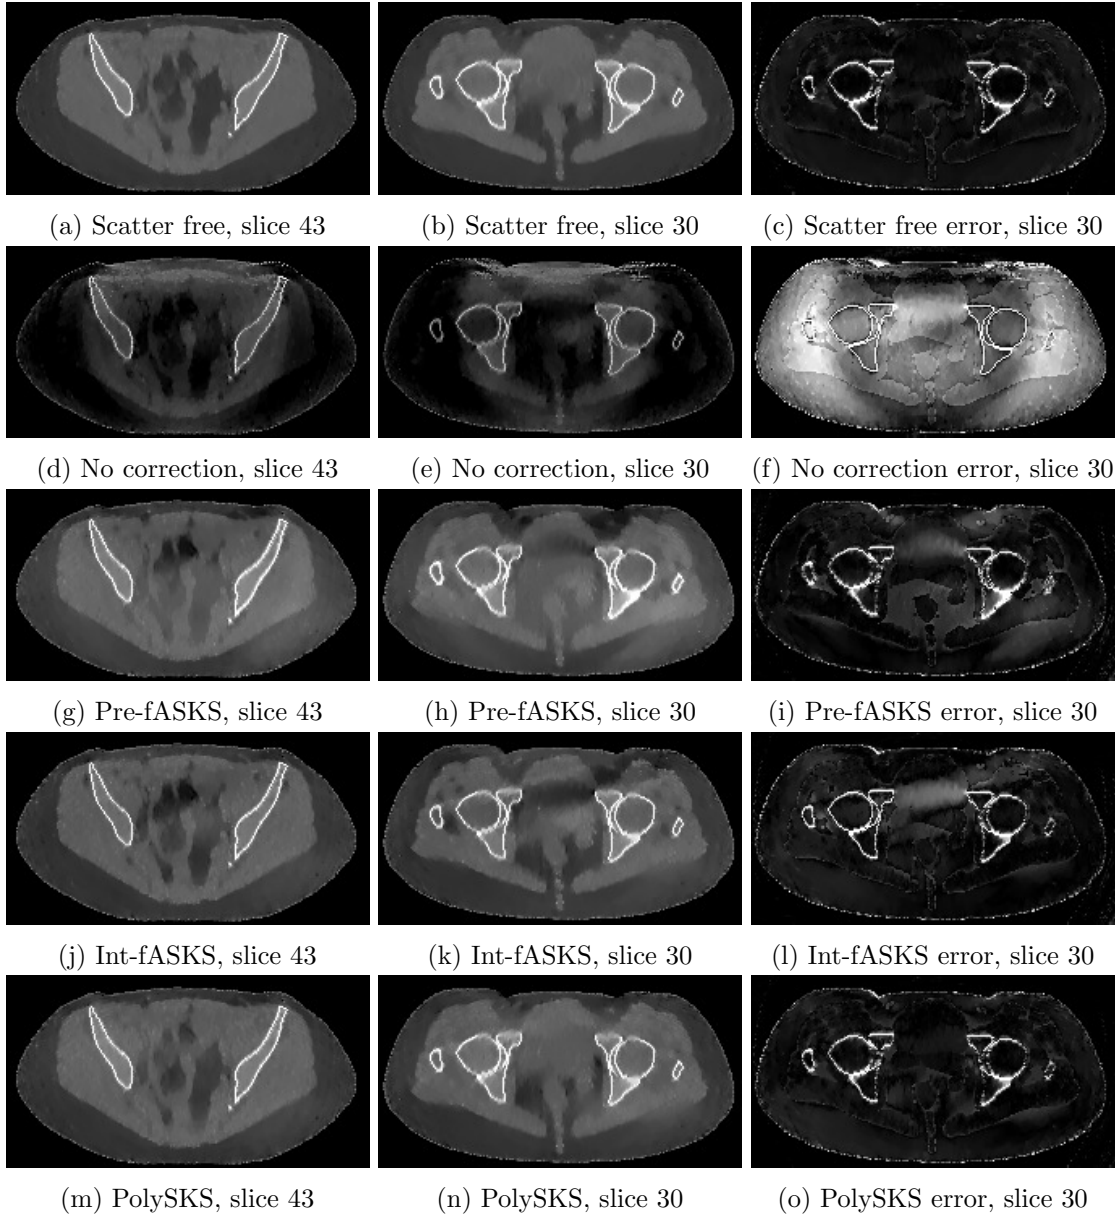 (a) Scatter free, slice 43
(b) Scatter free, slice 30
(c) Scatter free error, slice 30
(d) No correction, slice 43
(e) No correction, slice 30
(f) No correction error, slice 30
(g) Pre-fASKS, slice 43
(h) Pre-fASKS, slice 30
(i) Pre-fASKS error, slice 30
(j) Int-fASKS, slice 43
(k) Int-fASKS, slice 30
(l) Int-fASKS error, slice 30
(m) PolySKS, slice 43
(n) PolySKS, slice 30
(o) PolySKS error, slice 30